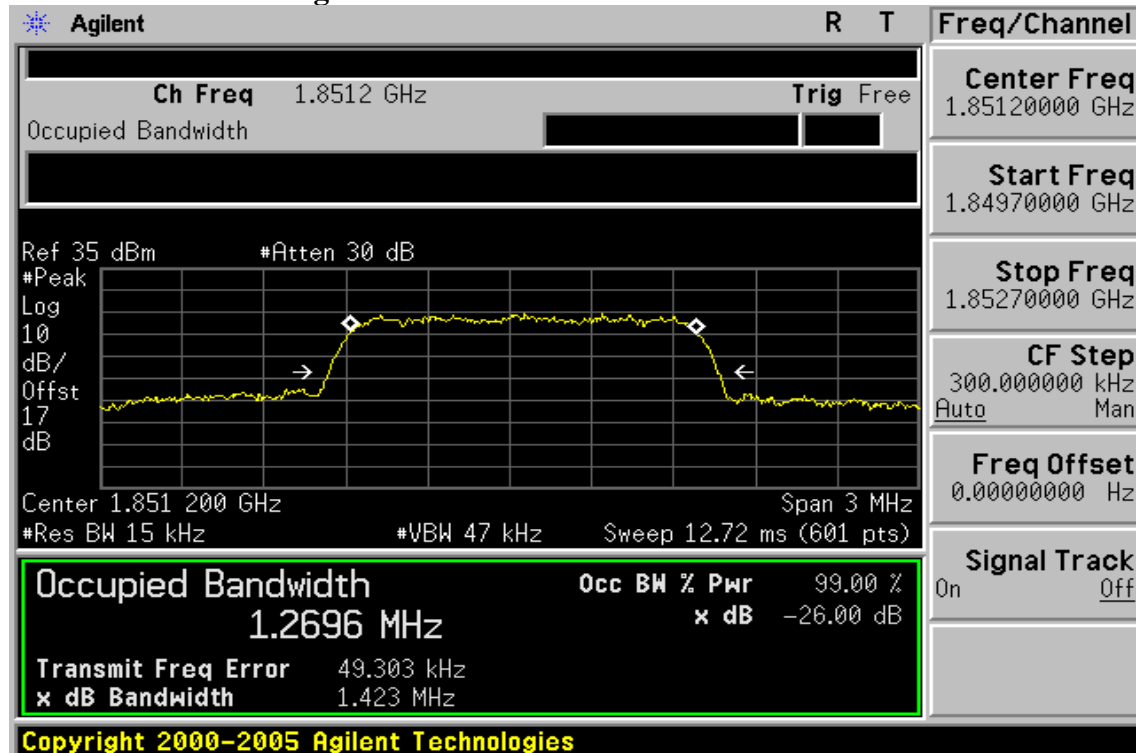 Agilent R T
Freq/Channel
Ch Freq 1.8512 GHz Trig Free
Occupied Bandwidth
Center Freq
1.85120000 GHz
Start Freq
1.84970000 GHz
Stop Freq
1.85270000 GHz
CF Step
300.000000 kHz
Auto Man
Freq Offset
0.00000000 Hz
Signal Track
On Off
Ref 35 dBm #Atten 30 dB
#Peak
Log
10
dB/
Offst
17
dB
Center 1.851 200 GHz Span 3 MHz
#Res BW 15 kHz #VBW 47 kHz Sweep 12.72 ms (601 pts)
Occupied Bandwidth
1.2696 MHz
Occ BW % Pwr 99.00 %
x dB -26.00 dB
Transmit Freq Error 49.303 kHz
x dB Bandwidth 1.423 MHz
Copyright 2000-2005 Agilent Technologies